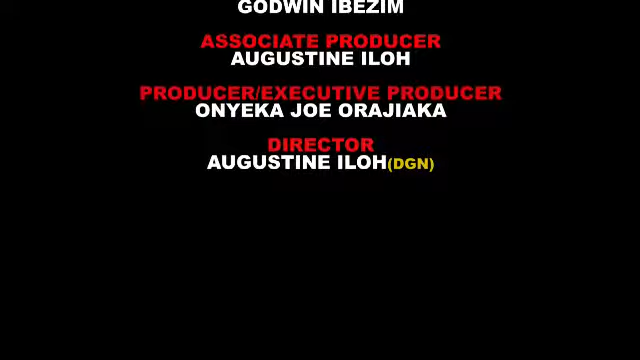 GODWIN IBEZIM
ASSOCIATE PRODUCER
AUGUSTINE ILOH
PRODUCER/EXECUTIVE PRODUCER
ONYEKA JOE ORAJIAKA
DIRECTOR
AUGUSTINE ILOH(DGN)